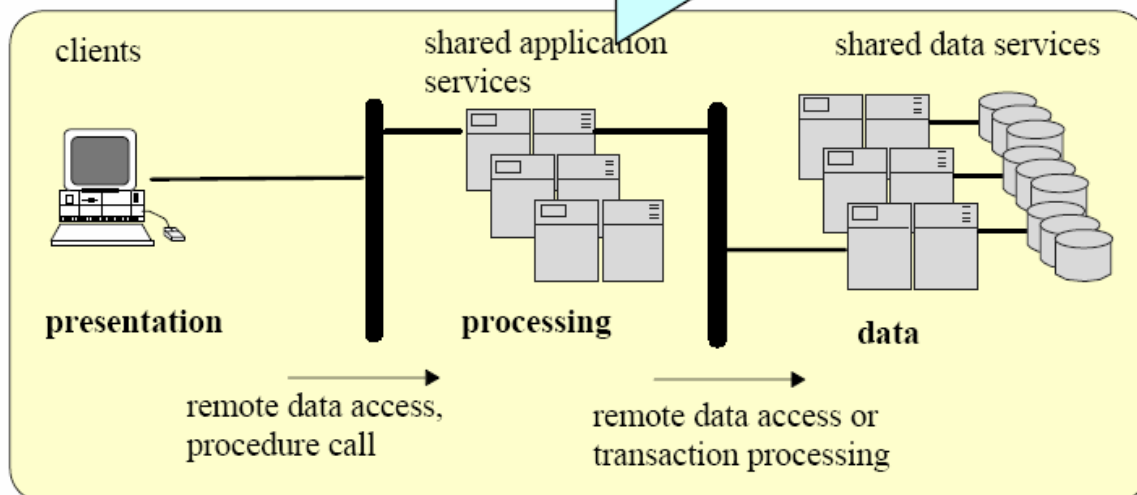 clients
shared application
services
shared data services
presentation
processing
data
remote data access,
procedure call
remote data access or
transaction processing